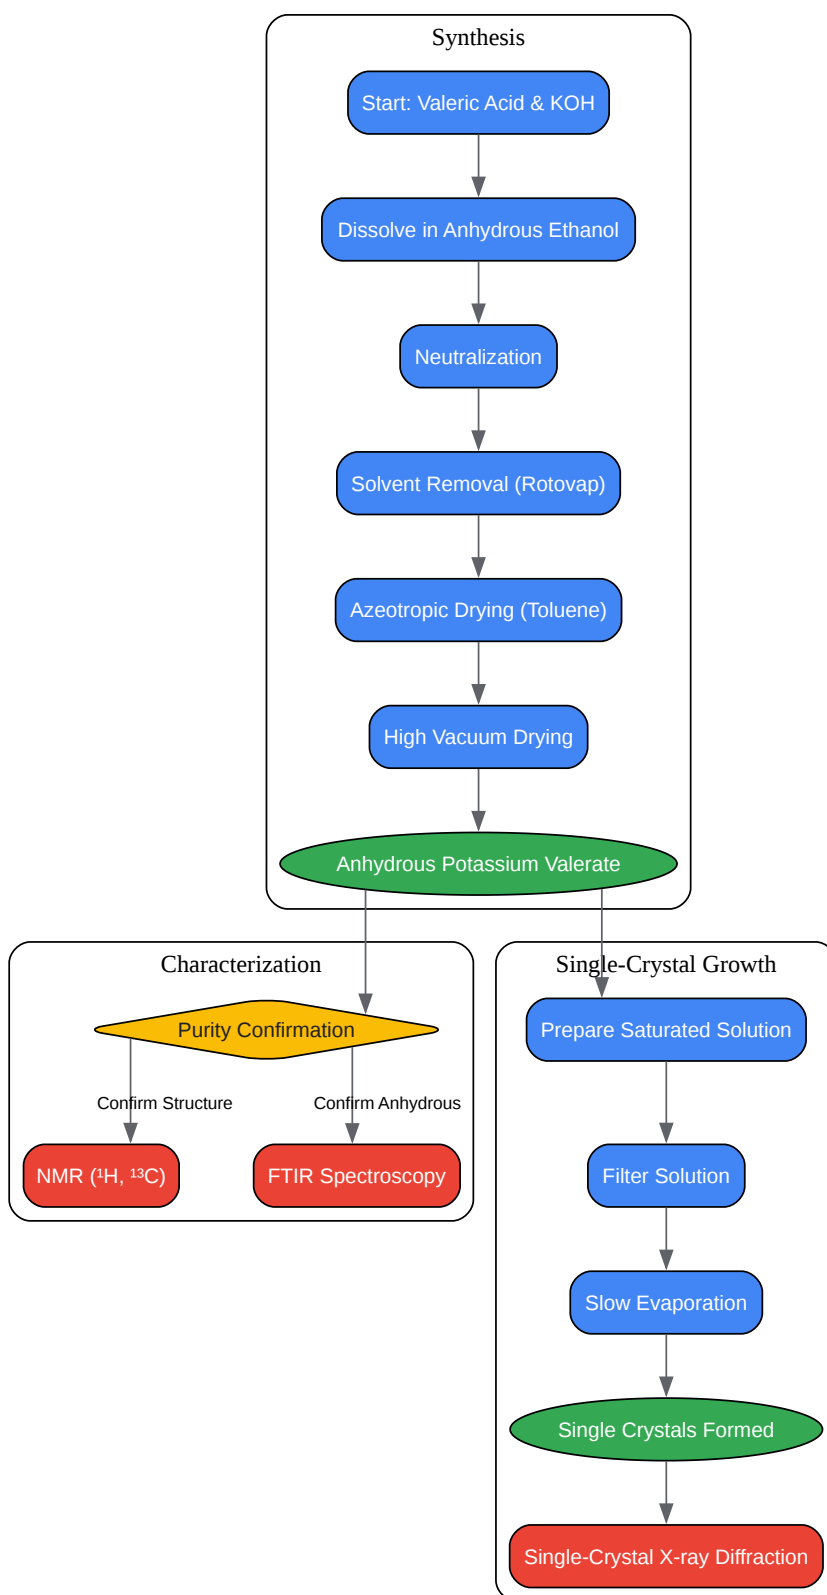 Synthesis
Start: Valeric Acid & KOH
Dissolve in Anhydrous Ethanol
Neutralization
Solvent Removal (Rotovap)
Azeotropic Drying (Toluene)
High Vacuum Drying
Anhydrous Potassium Valerate
Characterization
Purity Confirmation
Confirm Structure
Confirm Anhydrous
NMR (¹H, ¹³C)
FTIR Spectroscopy
Single-Crystal Growth
Prepare Saturated Solution
Filter Solution
Slow Evaporation
Single Crystals Formed
Single-Crystal X-ray Diffraction